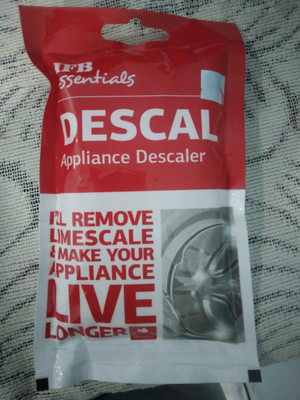 IFB
essentials
DESCAL
Appliance Descaler
I'LL REMOVE
LIMESCALE
& MAKE YOUR
APPLIANCE
LIVE
LONGER